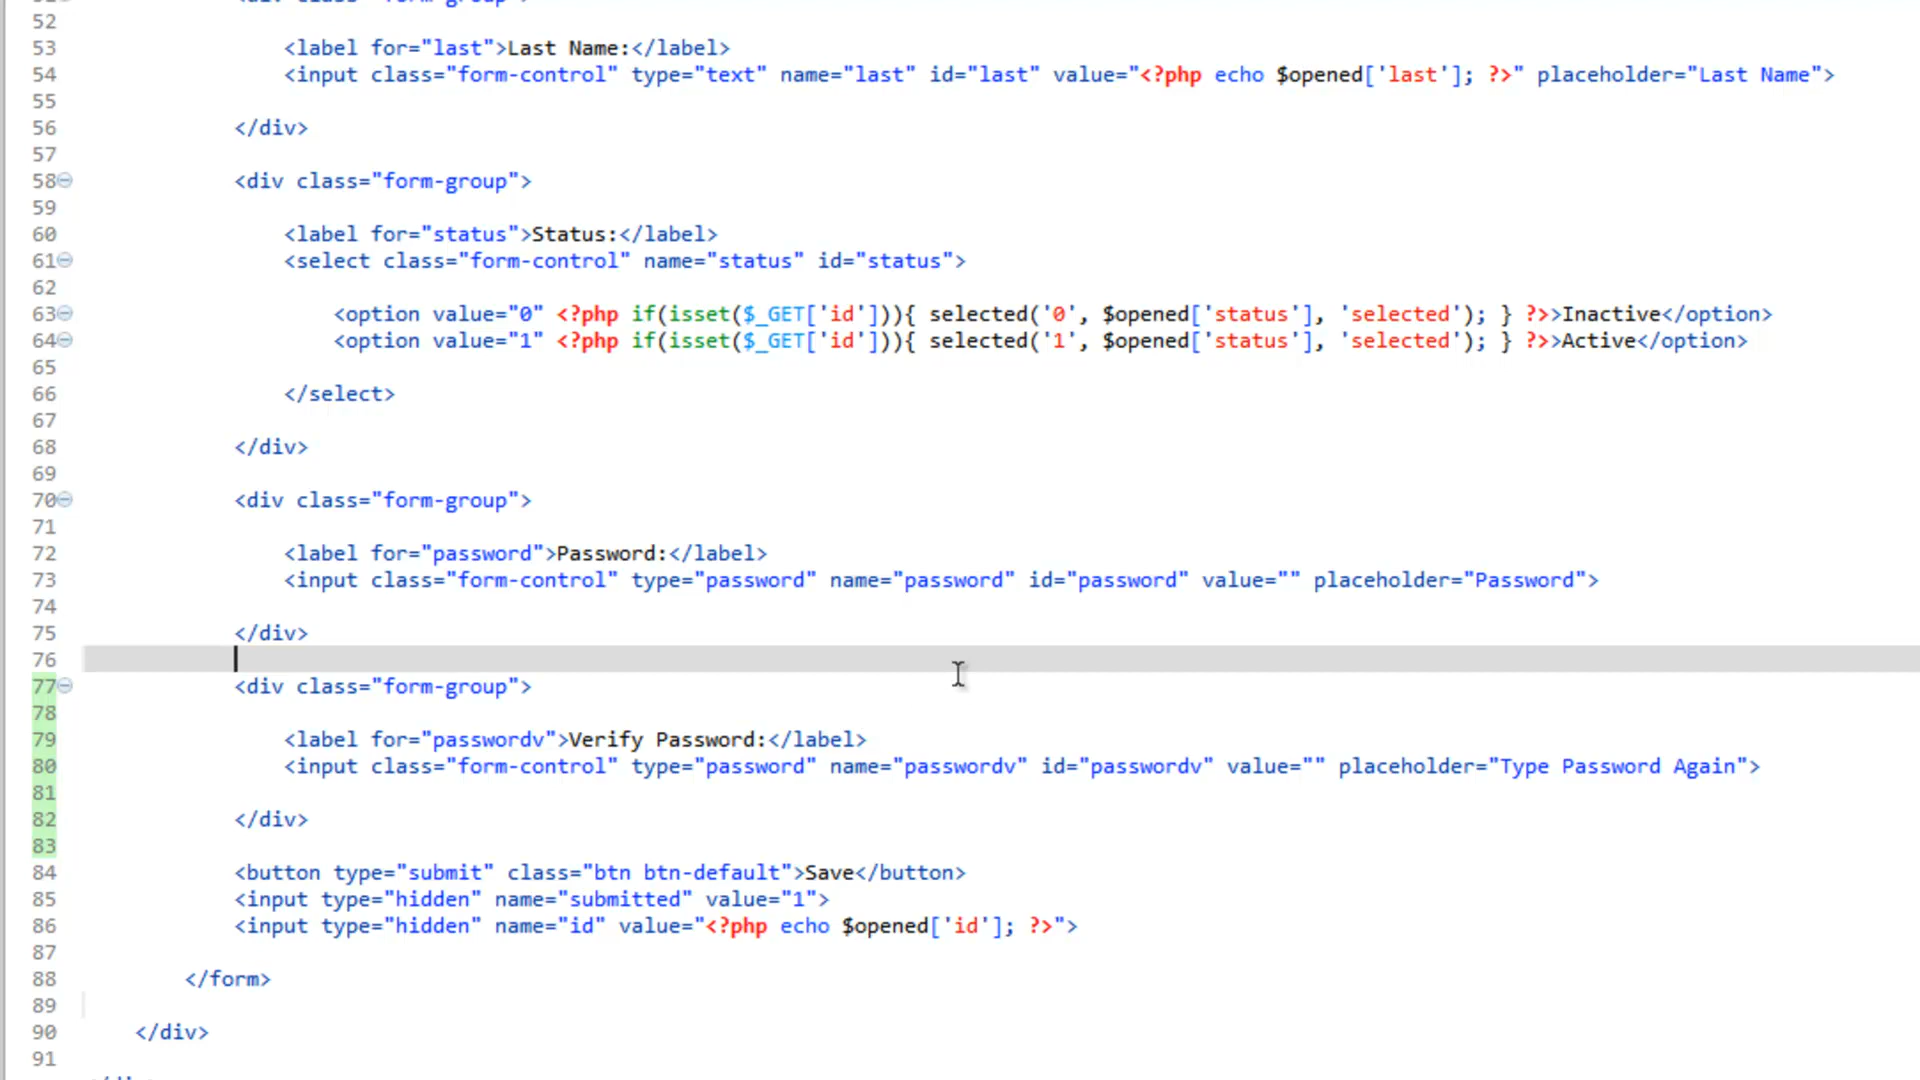 52
53 <label for="last">Last Name:</label>
54 <input class="form-control" type="text" name="last" id="last" value="<?php echo $opened['last']; ?>" placeholder="Last Name">
55
56 </div>
57
58 <div class="form-group">
59
60 <label for="status">Status:</label>
61 <select class="form-control" name="status" id="status">
62
63 <option value="0" <?php if(isset($_GET['id'])){ selected('0', $opened['status'], 'selected'); } ?>>Inactive</option>
64 <option value="1" <?php if(isset($_GET['id'])){ selected('1', $opened['status'], 'selected'); } ?>>Active</option>
65
66 </select>
67
68 </div>
69
70 <div class="form-group">
71
72 <label for="password">Password:</label>
73 <input class="form-control" type="password" name="password" id="password" value="" placeholder="Password">
74
75 </div>
76
77 <div class="form-group">
78
79 <label for="passwordv">Verify Password:</label>
80 <input class="form-control" type="password" name="passwordv" id="passwordv" value="" placeholder="Type Password Again">
81
82 </div>
83
84 <button type="submit" class="btn btn-default">Save</button>
85 <input type="hidden" name="submitted" value="1">
86 <input type="hidden" name="id" value="<?php echo $opened['id']; ?>">
87
88 </form>
89
90 </div>
91